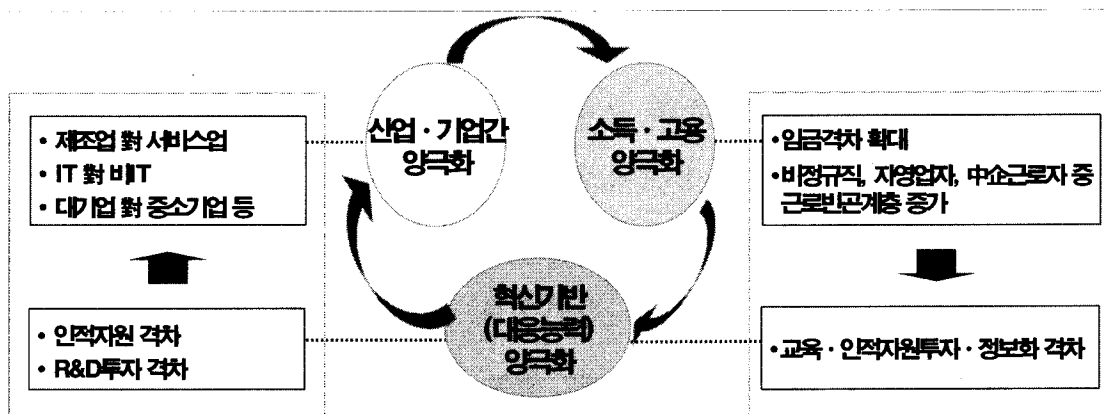 산업 · 기업간
양극화
소득 · 고용
양극화
혁신기반
(대응능력)
양극화
• 제조업 對 서비스업
• IT 對 비IT
• 대기업 對 중소기업 등
• 인적자원 격차
• R&D투자 격차
• 임금격차 확대
• 비정규직, 자영업자, 中企근로자 중
근로빈곤계층 증가
• 교육 · 인적자원투자 · 정보화 격차